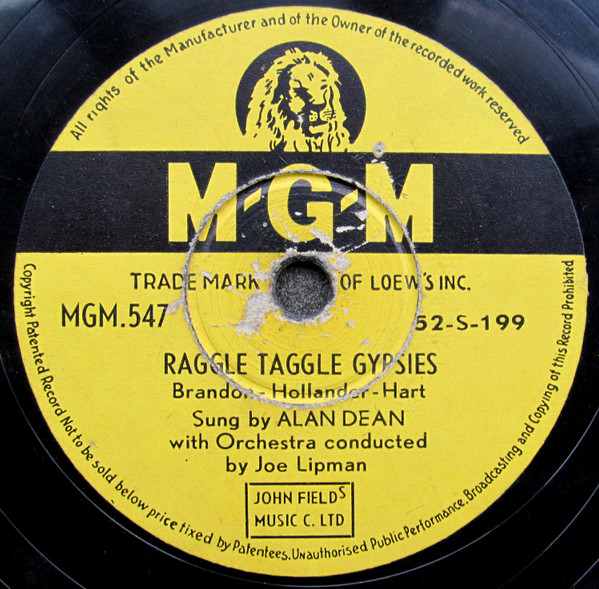 All rights of the Manufacturer and of the Owner of the recorded work reserved
M-G-M
TRADE MARK OF LOEW'S INC.
MGM.547
52-S-199
RAGGLE TAGGLE GYPSIES
Brandon-Hollander-Hart
Sung by ALAN DEAN
with Orchestra conducted
by Joe Lipman
JOHN FIELDS
MUSIC C. LTD
Copyright Patented Record Not to be sold below price fixed by Patentees. Unauthorised Public Performance, Broadcasting and Copying of this Record Prohibited